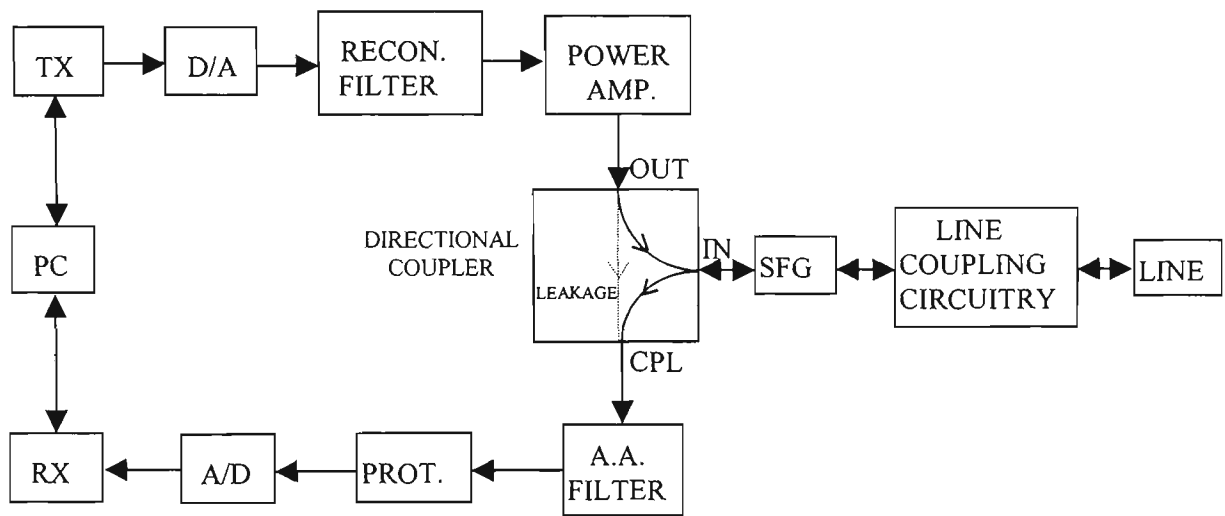 TX
D/A
RECON.
FILTER
POWER
AMP.
OUT
DIRECTIONAL
COUPLER
LEAKAGE
IN
CPL
PC
SFG
LINE
COUPLING
CIRCUITRY
LINE
RX
A/D
PROT.
A.A.
FILTER